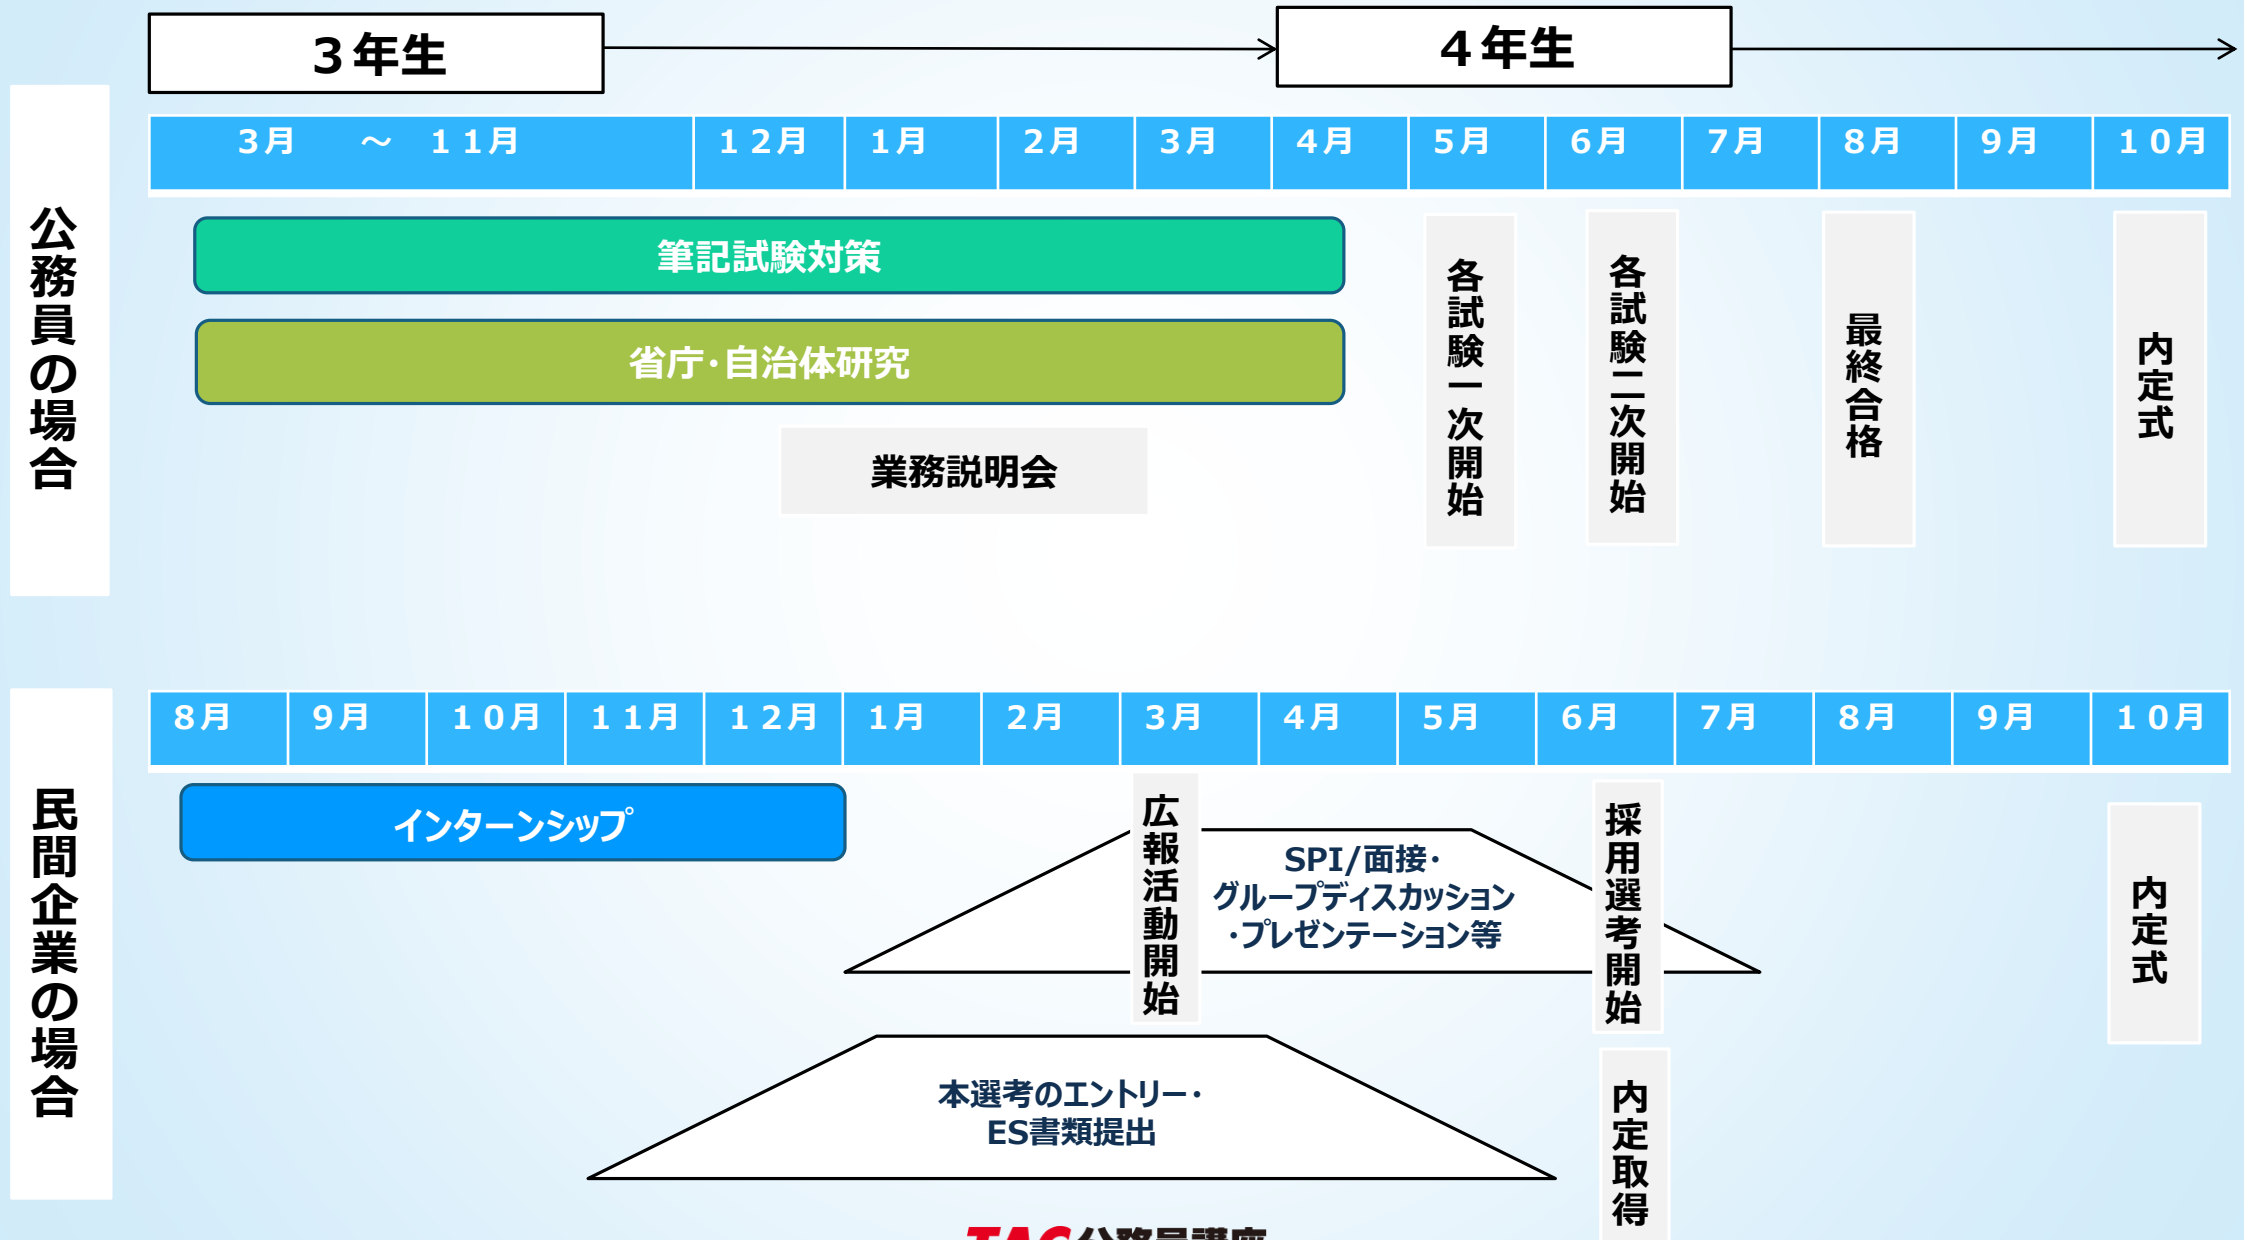 ３年生
４年生
3月　～　１１月
１２月
１月
２月
３月
４月
５月
６月
７月
８月
９月
１０月
公務員の場合
筆記試験対策
省庁・自治体研究
業務説明会
各試験一次開始
各試験二次開始
最終合格
内定式
民間企業の場合
８月
９月
１０月
１１月
１２月
１月
２月
３月
４月
５月
６月
７月
８月
９月
１０月
インターンシップ
広報活動開始
SPI/面接・
グループディスカッション
・プレゼンテーション等
採用選考開始
内定式
本選考のエントリー・
ES書類提出
内定取得
TAC公務員講座